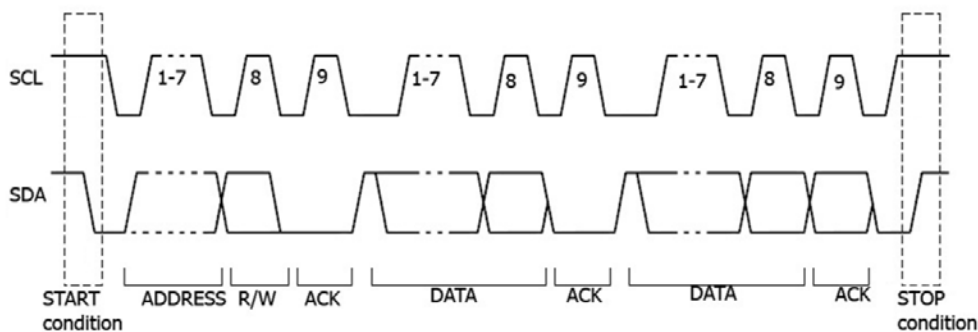 SCL
1-7 8 9 1-7 8 9 1-7 8 9
SDA
START condition
ADDRESS R/W ACK DATA ACK DATA ACK
STOP condition